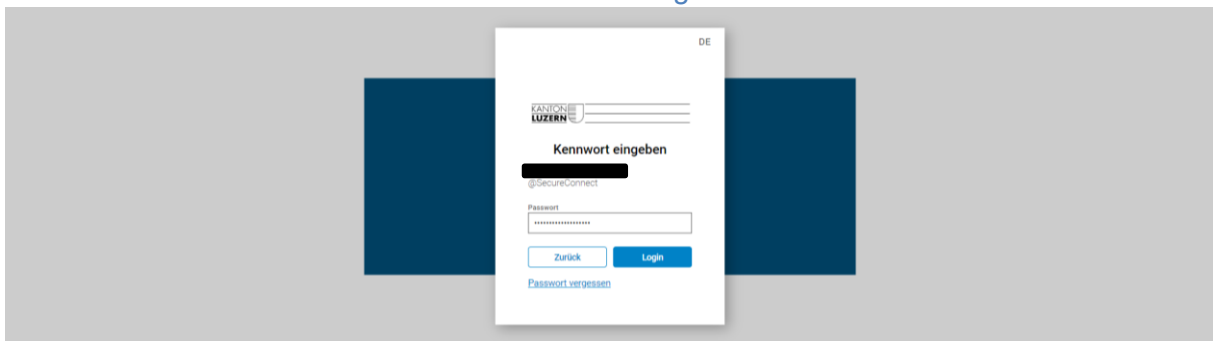 DE
KANTON
LUZERN
Kennwort eingeben
@SecureConnect
Passwort
Zurück Login
Passwort vergessen